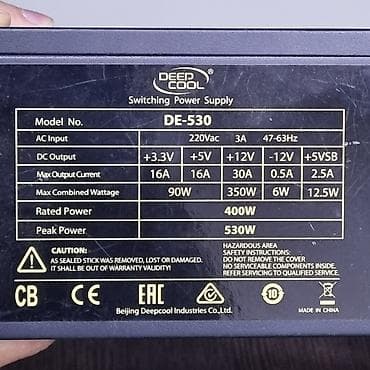 DEEP
COOL
Switching Power Supply
Model No. DE-530
AC Input 220Vac 3A 47-63Hz
DC Output +3.3V +5V +12V -12V +5VSB
Max Output Current 16A 16A 30A 0.5A 2.5A
Max Combined Wattage 90W 350W 6W 12.5W
Rated Power 400W
Peak Power 530W
CAUTION:
AS SEALED STICK WAS REMOVED, LOST OR DAMAGED.
IT SHALL BE OUT OF WARRANTY VALIDATION.
HAZARDOUS AREA
SAFETY INSTRUCTIONS:
DO NOT REMOVE THE COVER
NO SERVICEABLE COMPONENTS INSIDE.
REFER SERVICING TO QUALIFIED SERVICE.
CB CE EAC 10
Beijing Deepcool Industries Co.,Ltd.
MADE IN CHINA